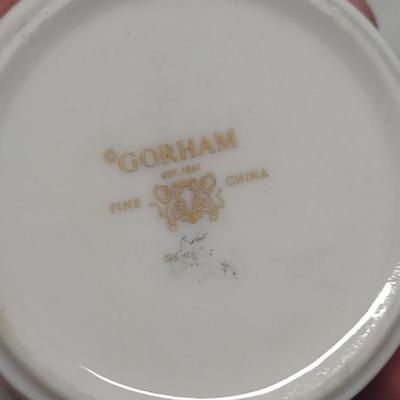 ©GORHAM
EST. 1831
FINE CHINA